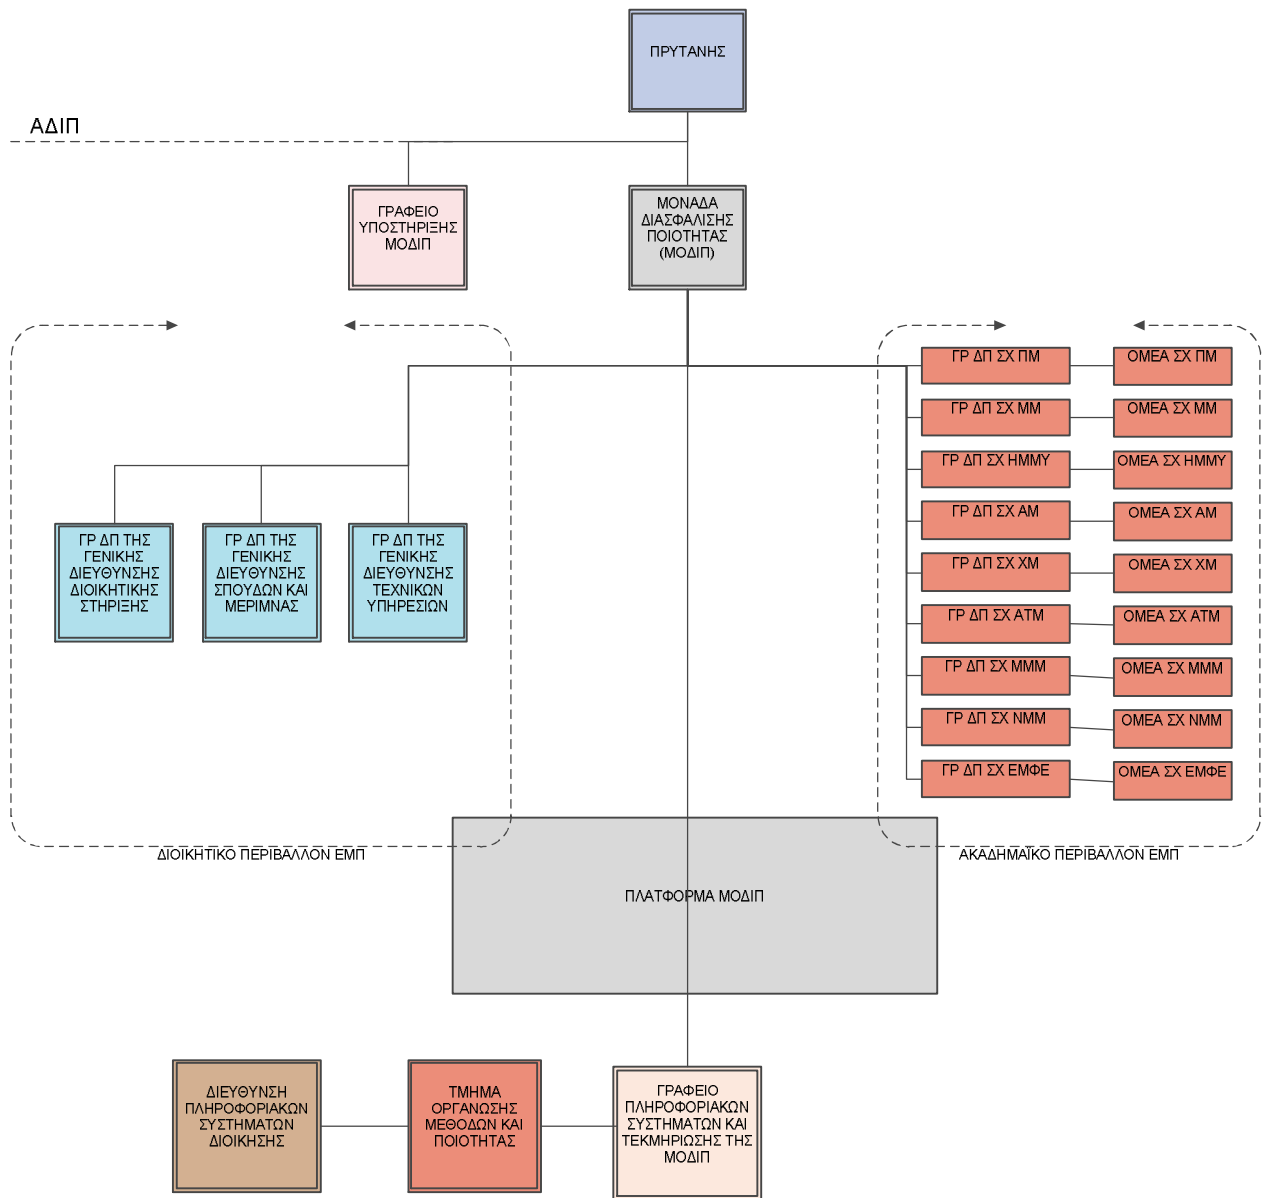 ΠΡΥΤΑΝΗΣ
ΑΔΙΠ
ΓΡΑΦΕΙΟ
ΥΠΟΣΤΗΡΙΞΗΣ
ΜΟΔΙΠ
ΜΟΝΑΔΑ
ΔΙΑΣΦΑΛΙΣΗΣ
ΠΟΙΟΤΗΤΑΣ
(ΜΟΔΙΠ)
ΓΡ ΔΠ ΣΧ ΠΜ
ΟΜΕΑ ΣΧ ΠΜ
ΓΡ ΔΠ ΣΧ ΜΜ
ΟΜΕΑ ΣΧ ΜΜ
ΓΡ ΔΠ ΣΧ ΗΜΜΥ
ΟΜΕΑ ΣΧ ΗΜΜΥ
ΓΡ ΔΠ ΣΧ ΑΜ
ΟΜΕΑ ΣΧ ΑΜ
ΓΡ ΔΠ ΣΧ ΧΜ
ΟΜΕΑ ΣΧ ΧΜ
ΓΡ ΔΠ ΣΧ ΑΤΜ
ΟΜΕΑ ΣΧ ΑΤΜ
ΓΡ ΔΠ ΣΧ ΜΜΜ
ΟΜΕΑ ΣΧ ΜΜΜ
ΓΡ ΔΠ ΣΧ ΝΜΜ
ΟΜΕΑ ΣΧ ΝΜΜ
ΓΡ ΔΠ ΣΧ ΕΜΦΕ
ΟΜΕΑ ΣΧ ΕΜΦΕ
ΓΡ ΔΠ ΤΗΣ
ΓΕΝΙΚΗΣ
ΔΙΕΥΘΥΝΣΗΣ
ΔΙΟΙΚΗΤΙΚΗΣ
ΣΤΗΡΙΞΗΣ
ΓΡ ΔΠ ΤΗΣ
ΓΕΝΙΚΗΣ
ΔΙΕΥΘΥΝΣΗΣ
ΣΠΟΥΔΩΝ ΚΑΙ
ΜΕΡΙΜΝΑΣ
ΓΡ ΔΠ ΤΗΣ
ΓΕΝΙΚΗΣ
ΔΙΕΥΘΥΝΣΗΣ
ΤΕΧΝΙΚΩΝ
ΥΠΗΡΕΣΙΩΝ
ΔΙΟΙΚΗΤΙΚΟ ΠΕΡΙΒΑΛΛΟΝ ΕΜΠ
ΑΚΑΔΗΜΑΪΚΟ ΠΕΡΙΒΑΛΛΟΝ ΕΜΠ
ΠΛΑΤΦΟΡΜΑ ΜΟΔΙΠ
ΔΙΕΥΘΥΝΣΗ
ΠΛΗΡΟΦΟΡΙΑΚΩΝ
ΣΥΣΤΗΜΑΤΩΝ
ΔΙΟΙΚΗΣΗΣ
ΤΜΗΜΑ
ΟΡΓΑΝΩΣΗΣ
ΜΕΘΟΔΩΝ ΚΑΙ
ΠΟΙΟΤΗΤΑΣ
ΓΡΑΦΕΙΟ
ΠΛΗΡΟΦΟΡΙΑΚΩΝ
ΣΥΣΤΗΜΑΤΩΝ ΚΑΙ
ΤΕΚΜΗΡΙΩΣΗΣ ΤΗΣ
ΜΟΔΙΠ